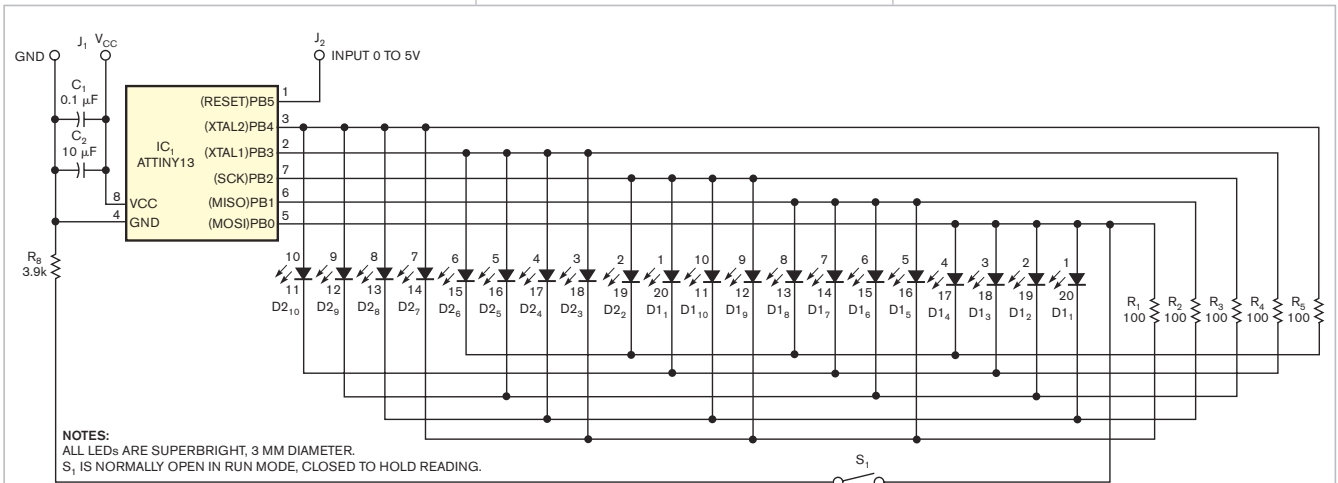 GND J₁ V_CC
J₂
INPUT 0 TO 5V
C₁
0.1 µF
C₂
10 µF
IC₁
ATTINY13
(RESET)PB5 1
(XTAL2)PB4 3
(XTAL1)PB3 2
(SCK)PB2 7
(MISO)PB1 6
(MOSI)PB0 5
8 VCC
4 GND
R₈
3.9k
10 9 8 7 6 5 4 3 2 1 10 9 8 7 6 5 4 3 2 1
11 12 13 14 15 16 17 18 19 20 11 12 13 14 15 16 17 18 19 20
D2₁₀ D2₉ D2₈ D2₇ D2₆ D2₅ D2₄ D2₃ D2₂ D1₁ D1₁₀ D1₉ D1₈ D1₇ D1₆ D1₅ D1₄ D1₃ D1₂ D1₁
R₁ R₂ R₃ R₄ R₅
100 100 100 100 100
NOTES:
ALL LEDs ARE SUPERBRIGHT, 3 MM DIAMETER.
S₁ IS NORMALLY OPEN IN RUN MODE, CLOSED TO HOLD READING.
S₁